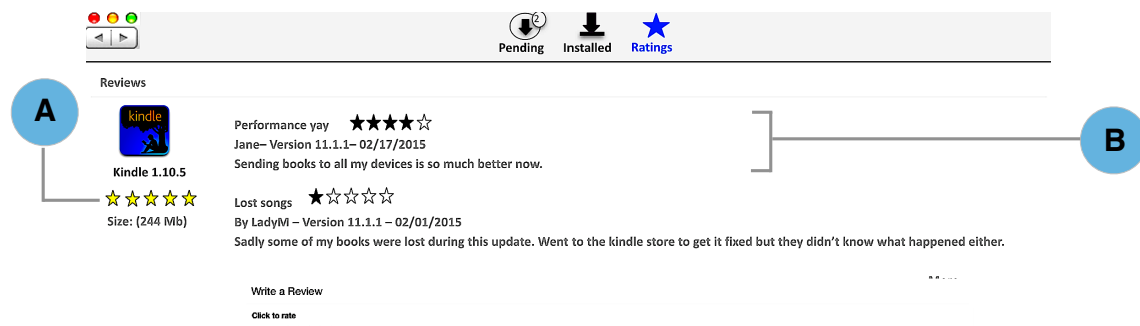 2
Pending Installed Ratings
Reviews
A
kindle
Kindle 1.10.5
Size: (244 Mb)
Performance yay
Jane– Version 11.1.1– 02/17/2015
Sending books to all my devices is so much better now.
B
Lost songs
By LadyM – Version 11.1.1 – 02/01/2015
Sadly some of my books were lost during this update. Went to the kindle store to get it fixed but they didn’t know what happened either.
Write a Review
Click to rate